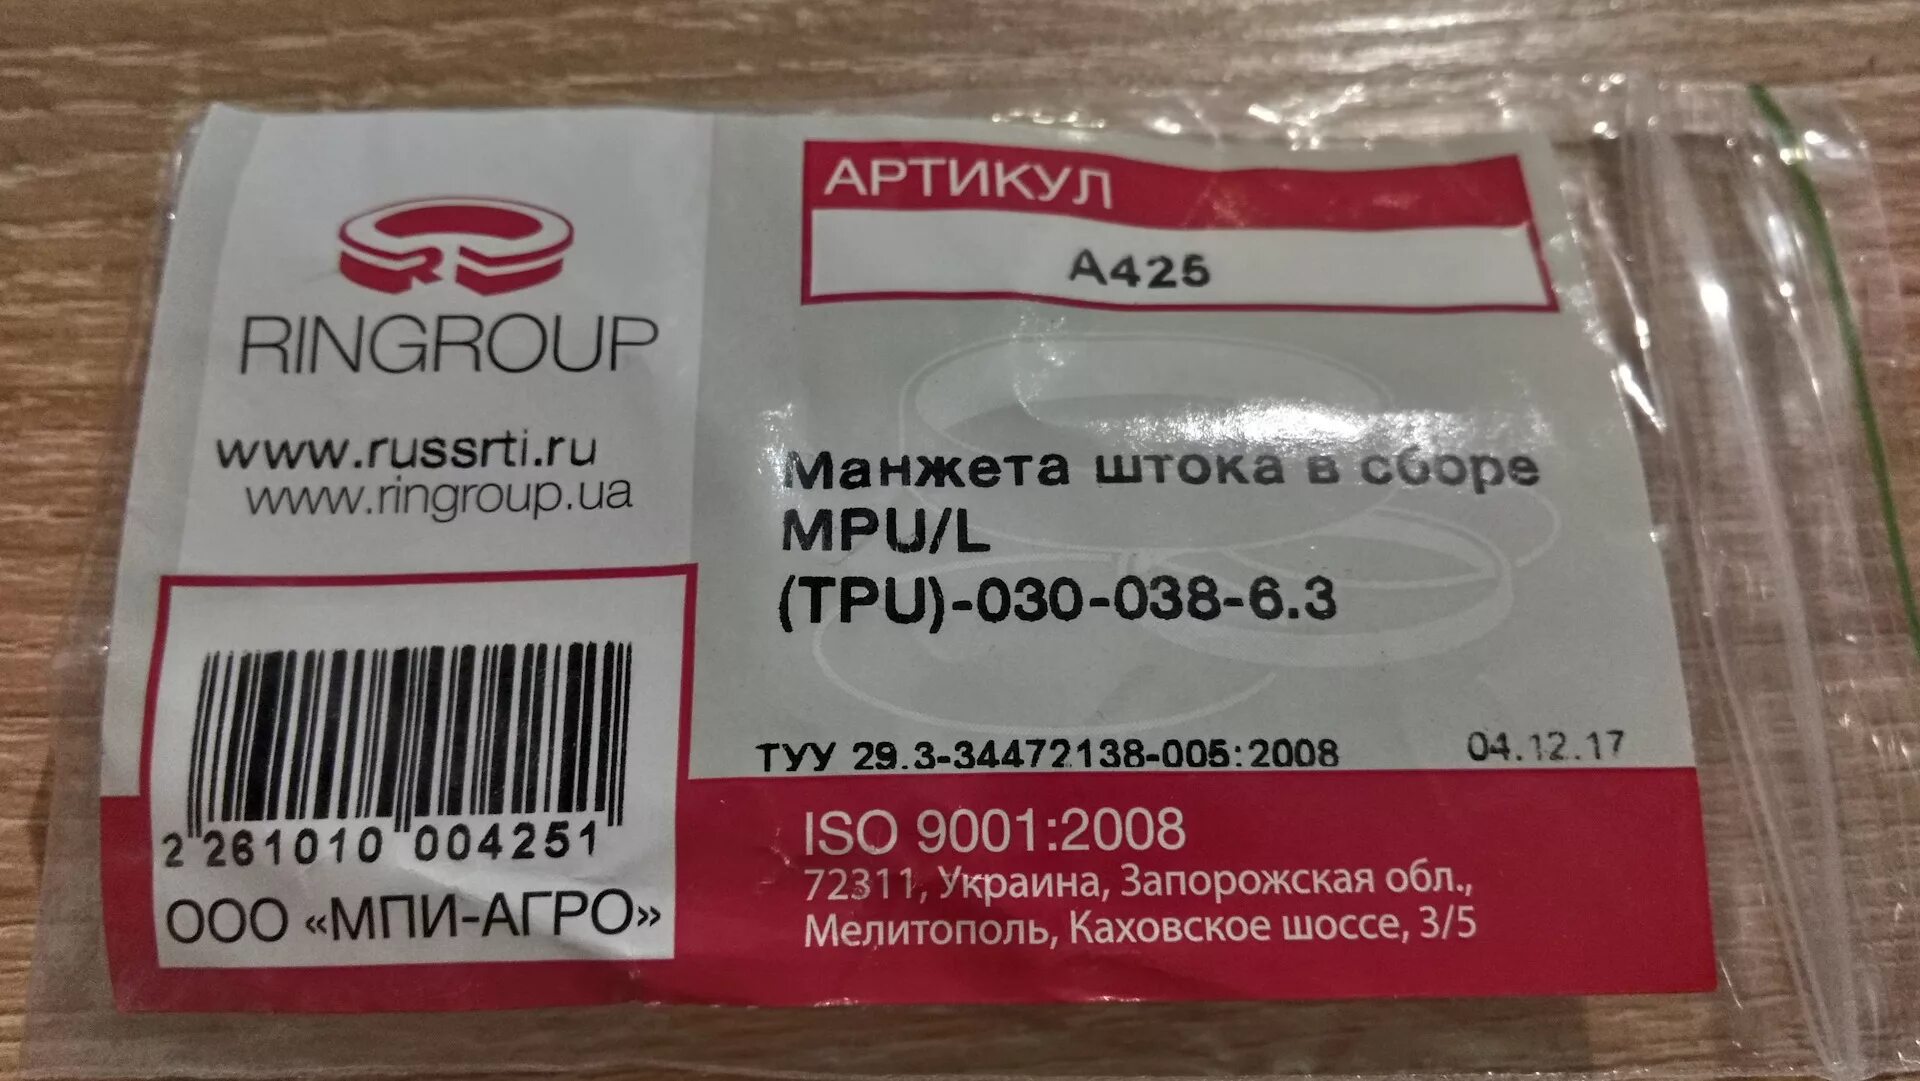 RINGROUP
www.russrti.ru
www.ringroup.ua
АРТИКУЛ
A425
Манжета штока в сборе
MPU/L
(TPU)-030-038-6.3
ТУУ 29.3-34472138-005:2008
04.12.17
2 261010 004251
ООО «МПИ-АГРО»
ISO 9001:2008
72311, Украина, Запорожская обл.,
Мелитополь, Каховское шоссе, 3/5